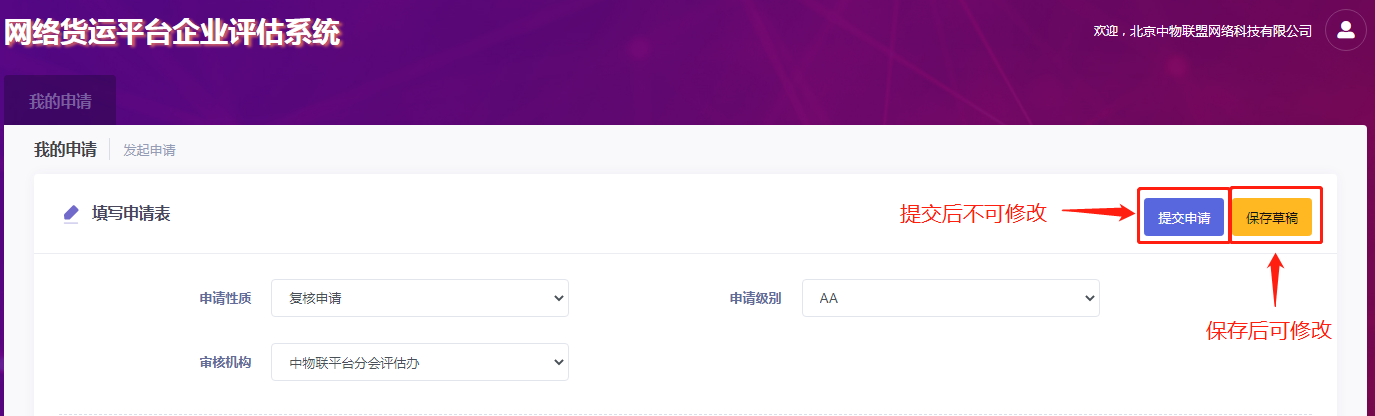 网络货运平台企业评估系统
欢迎，北京中物联盟网络科技有限公司
我的申请
我的申请
发起申请
填写申请表
提交后不可修改
提交申请
保存草稿
申请性质
复核申请
申请级别
AA
保存后可修改
审核机构
中物联平台分会评估办